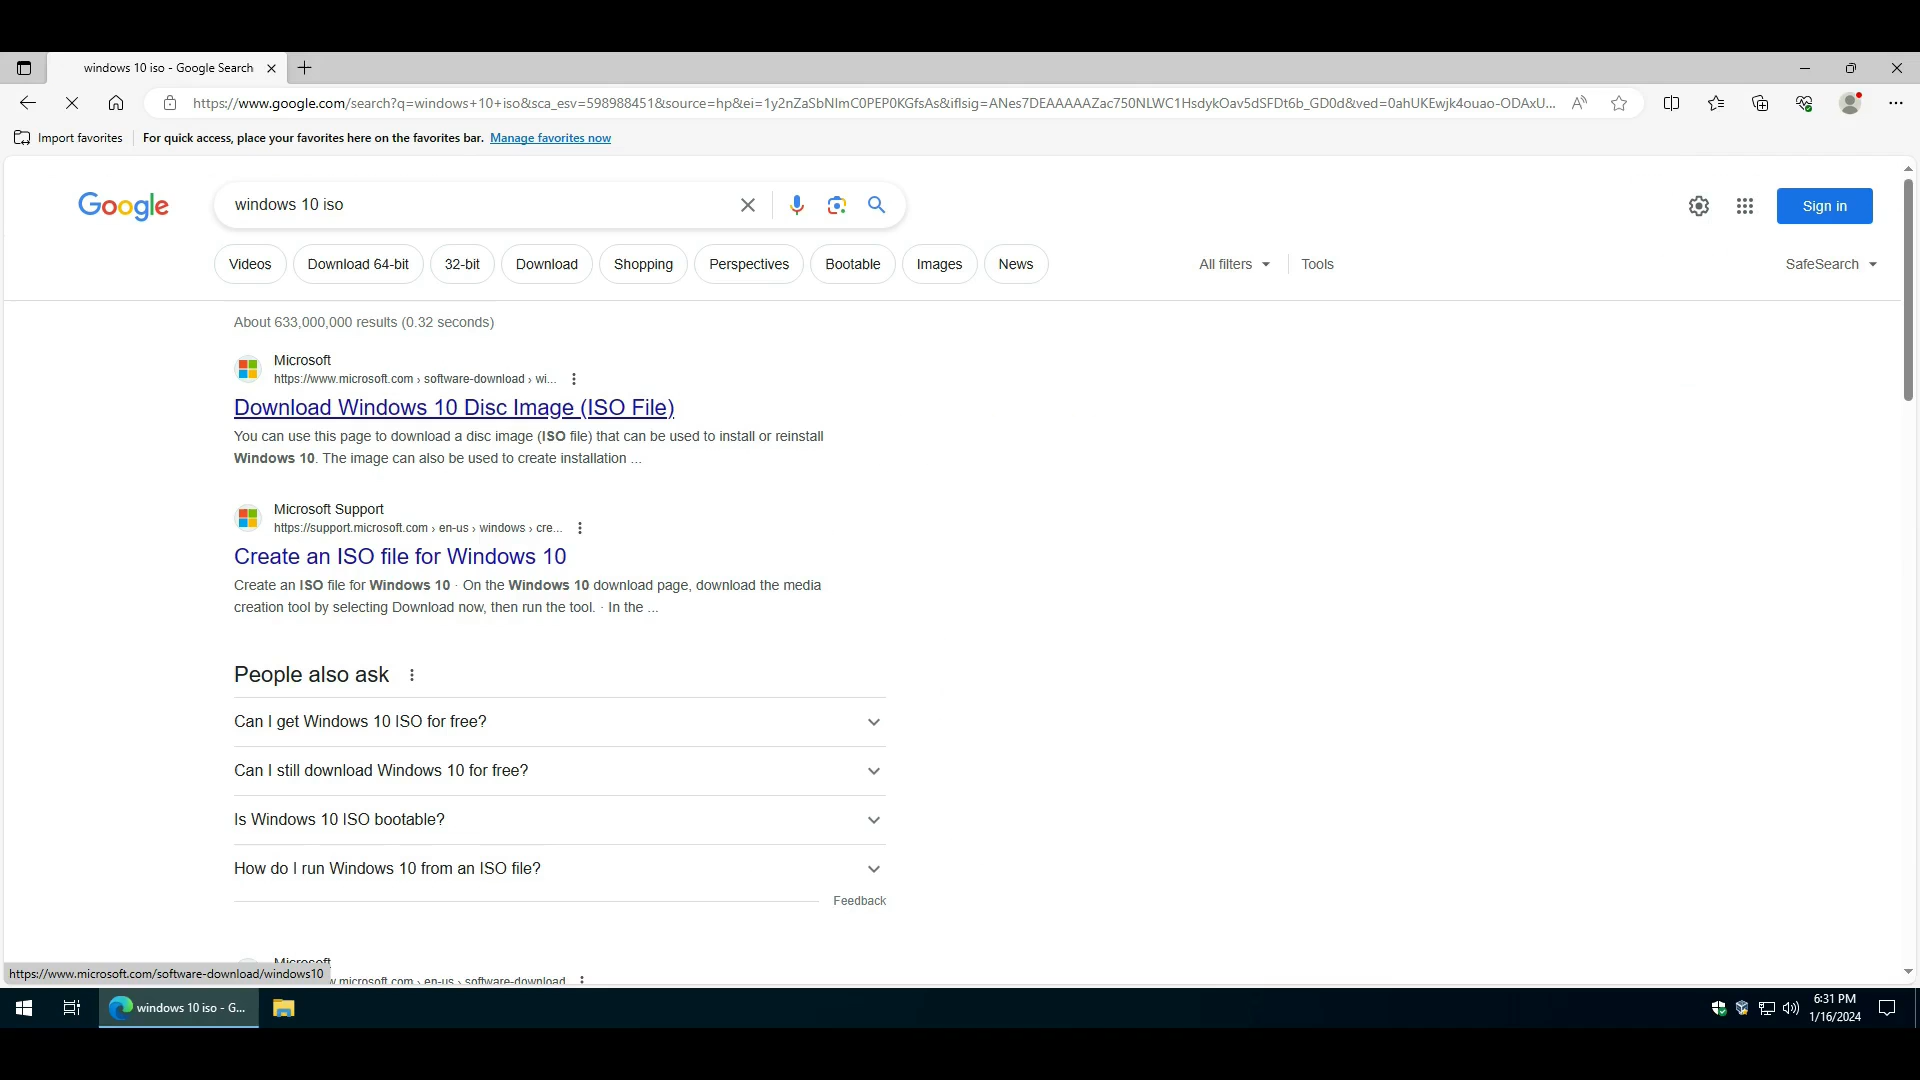 windows 10 iso - Google Search
https://www.google.com/search?q=windows+10+iso&sca_esv=598988451&source=hp&ei=1y2nZaSbNImC0PEP0KGfsAs&iflsig=ANes7DEAAAAAZac750NLWC1HsdykOav5dSFDt6b_GD0d&ved=0ahUKEwjk4ouao-ODAxU...
Import favorites For quick access, place your favorites here on the favorites bar. Manage favorites now
Google windows 10 iso Sign in
Videos Download 64-bit 32-bit Download Shopping Perspectives Bootable Images News All filters Tools SafeSearch
About 633,000,000 results (0.32 seconds)
Microsoft
https://www.microsoft.com › software-download › wi...
Download Windows 10 Disc Image (ISO File)
You can use this page to download a disc image (ISO file) that can be used to install or reinstall
Windows 10. The image can also be used to create installation ...
Microsoft Support
https://support.microsoft.com › en-us › windows › cre...
Create an ISO file for Windows 10
Create an ISO file for Windows 10 · On the Windows 10 download page, download the media
creation tool by selecting Download now, then run the tool. · In the ...
People also ask
Can I get Windows 10 ISO for free?
Can I still download Windows 10 for free?
Is Windows 10 ISO bootable?
How do I run Windows 10 from an ISO file?
Feedback
Microsoft
https://www.microsoft.com/software-download/windows10
microsoft.com › en-us › software-download
windows 10 iso - G...
6:31 PM
1/16/2024